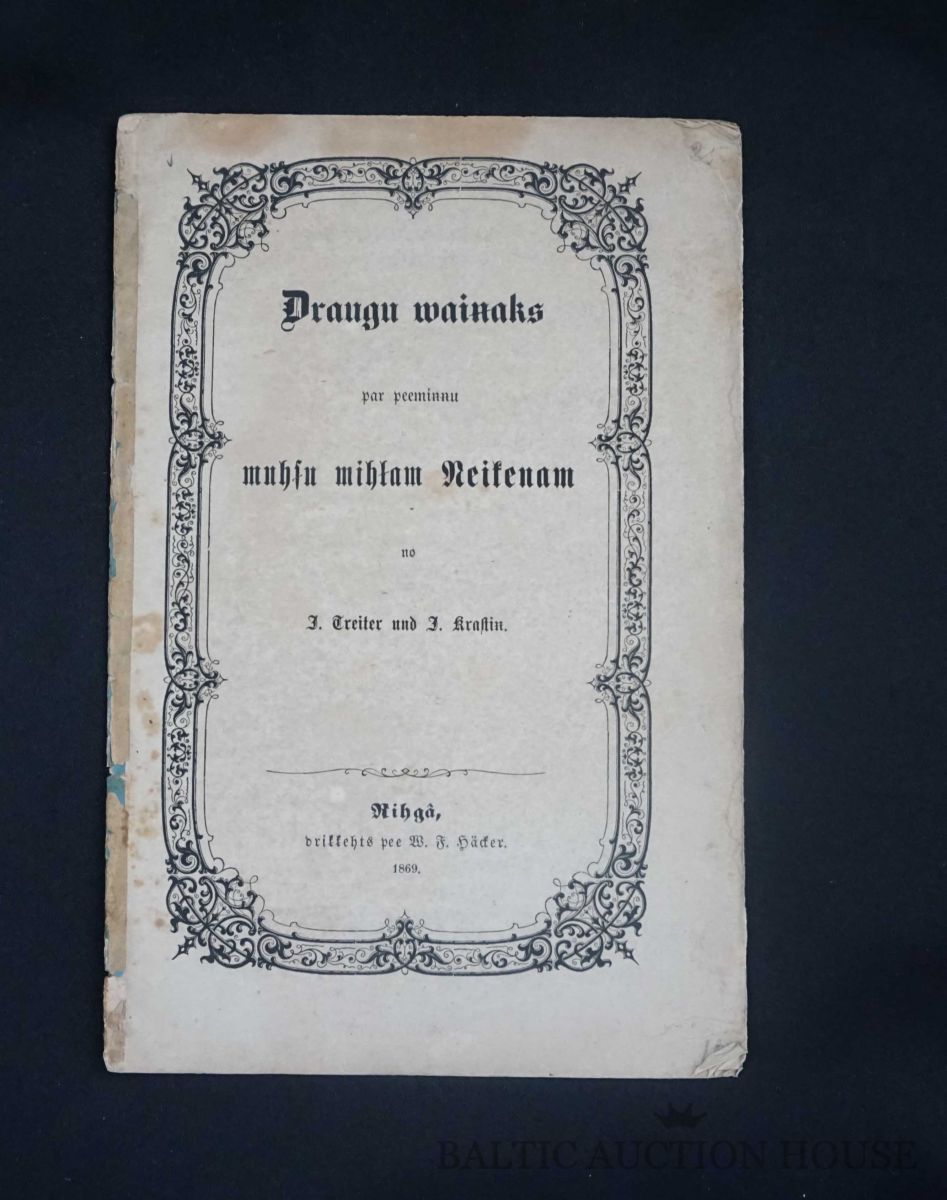 Draugu wainaks
par peeminnu
muhſu mihłam Neikenam
no
J. Treiter und J. Kraſtin.
Rihgâ,
drikkehts pee W. F. Häcker.
1869.
BALTIC AUCTION HOUSE